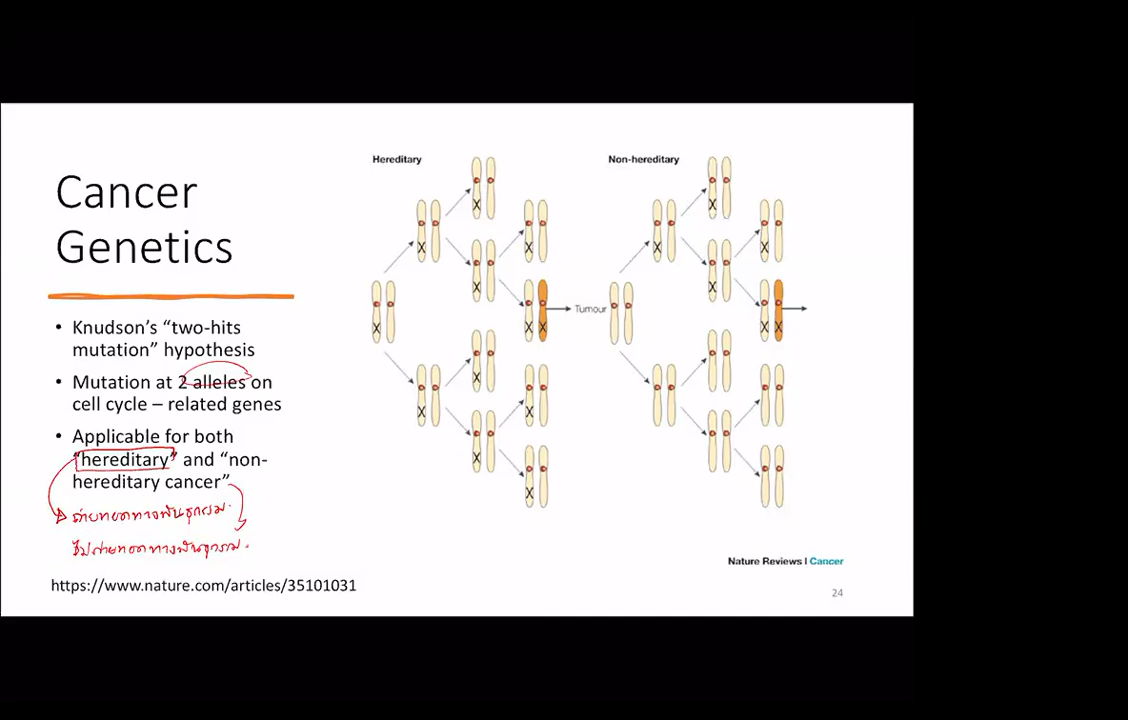 Cancer
Genetics
• Knudson's “two-hits
mutation” hypothesis
• Mutation at 2 alleles on
cell cycle – related genes
• Applicable for both
“hereditary” and “non-
hereditary cancer”
ถ่ายทอดทางพันธุกรรม
ไม่ถ่ายทอดทางพันธุกรรม
https://www.nature.com/articles/35101031
Hereditary
Non-hereditary
Tumour
Nature Reviews | Cancer
24